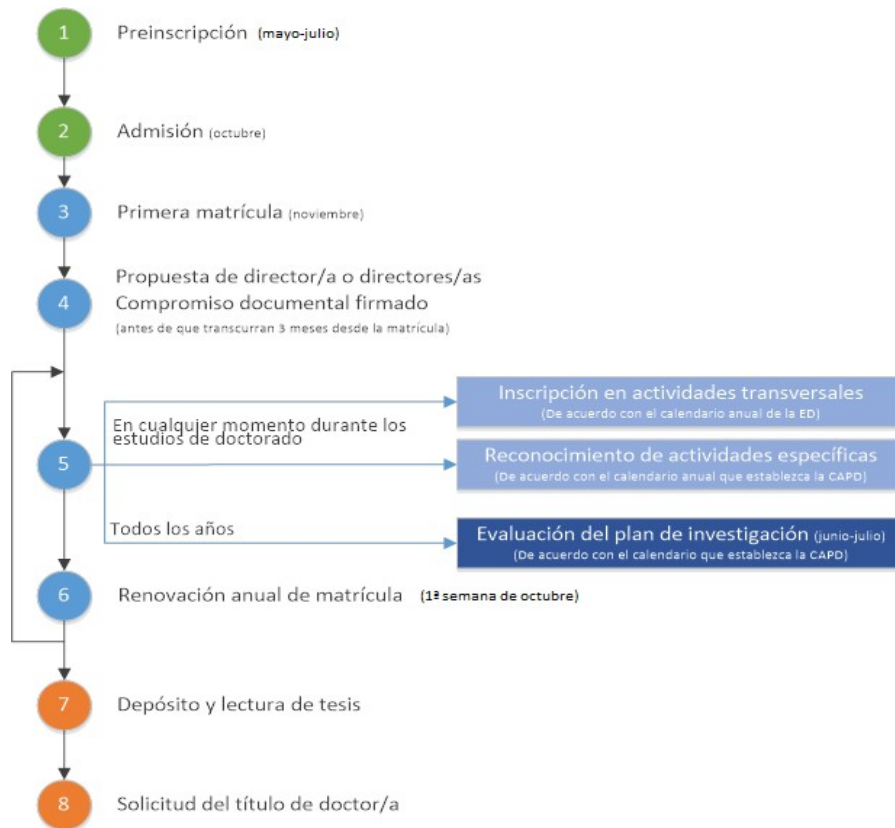 1
Preinscripción (mayo-julio)
2
Admisión (octubre)
3
Primera matrícula (noviembre)
4
Propuesta de director/a o directores/as
Compromiso documental firmado
(antes de que transcurran 3 meses desde la matrícula)
5
En cualquier momento durante los
estudios de doctorado
Inscripción en actividades transversales
(De acuerdo con el calendario anual de la ED)
Reconocimiento de actividades específicas
(De acuerdo con el calendario anual que establezca la CAPD)
Todos los años
Evaluación del plan de investigación (junio-julio)
(De acuerdo con el calendario que establezca la CAPD)
6
Renovación anual de matrícula (1ª semana de octubre)
7
Depósito y lectura de tesis
8
Solicitud del título de doctor/a